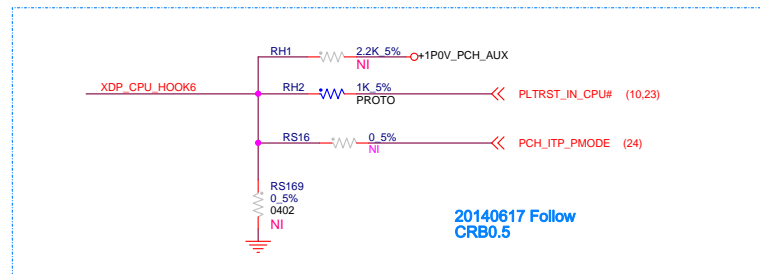 RH1 2.2K_5% +1P0V_PCH_AUX
NI
XDP_CPU_HOOK6 RH2 1K_5% PLTRST_IN_CPU# (10,23)
PROTO
RS16 0_5% PCH_ITP_PMODE (24)
NI
RS169
0_5%
0402
NI
20140617 Follow
CRB0.5